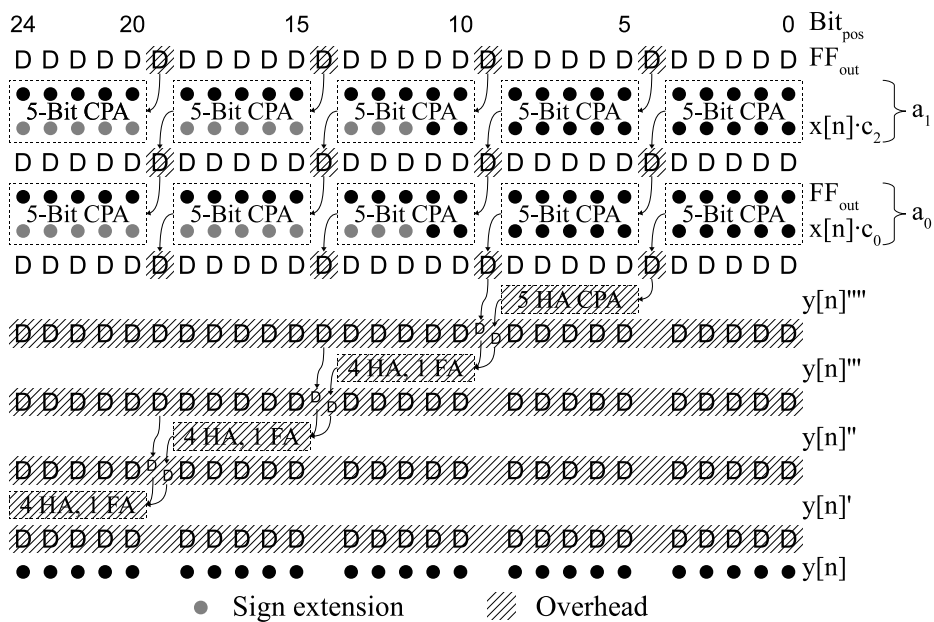 24 20 15 10 5 0 Bit_pos
D D D D D D D D D D D D D D D D D D D D D D D D D D D D D FF_out
5-Bit CPA 5-Bit CPA 5-Bit CPA 5-Bit CPA 5-Bit CPA
x[n]·c_2 a_1
D D D D D D D D D D D D D D D D D D D D D D D D D D D D D
FF_out
5-Bit CPA 5-Bit CPA 5-Bit CPA 5-Bit CPA 5-Bit CPA
x[n]·c_0 a_0
D D D D D D D D D D D D D D D D D D D D D D D D D D D D D
5 HA CPA y[n]''''
D D D D D D D D D D D D D D D D D D D D D D D D D D D D D
4 HA, 1 FA y[n]'''
D D D D D D D D D D D D D D D D D D D D D D D D D D D D
4 HA, 1 FA y[n]''
D D D D D D D D D D D D D D D D D D D D D D D D D D D
4 HA, 1 FA y[n]'
D D D D D D D D D D D D D D D D D D D D D D D D D
y[n]
Sign extension Overhead